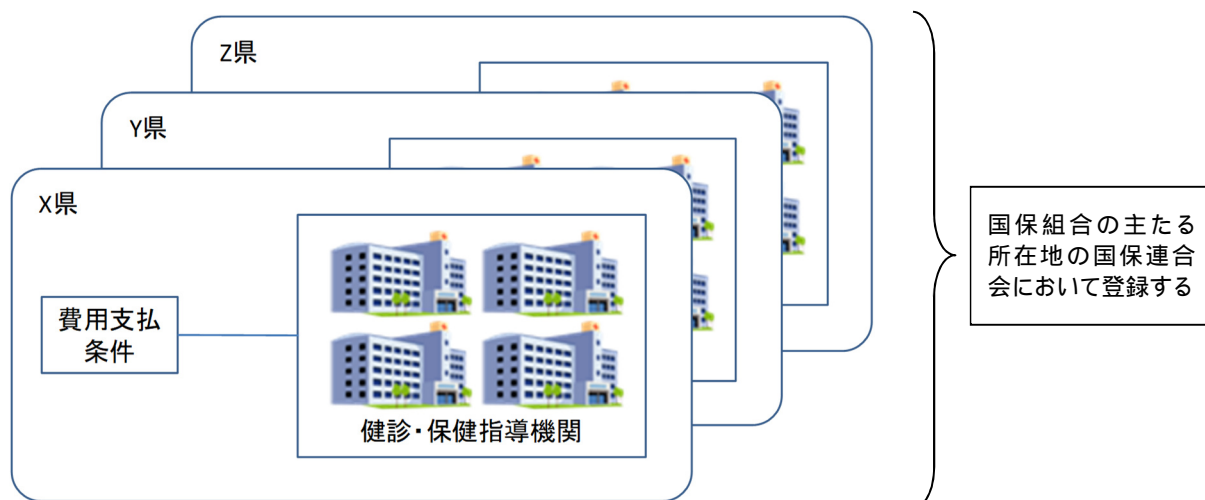 Z県
Y県
X県
費用支払
条件
健診・保健指導機関
国保組合の主たる
所在地の国保連合
会において登録する